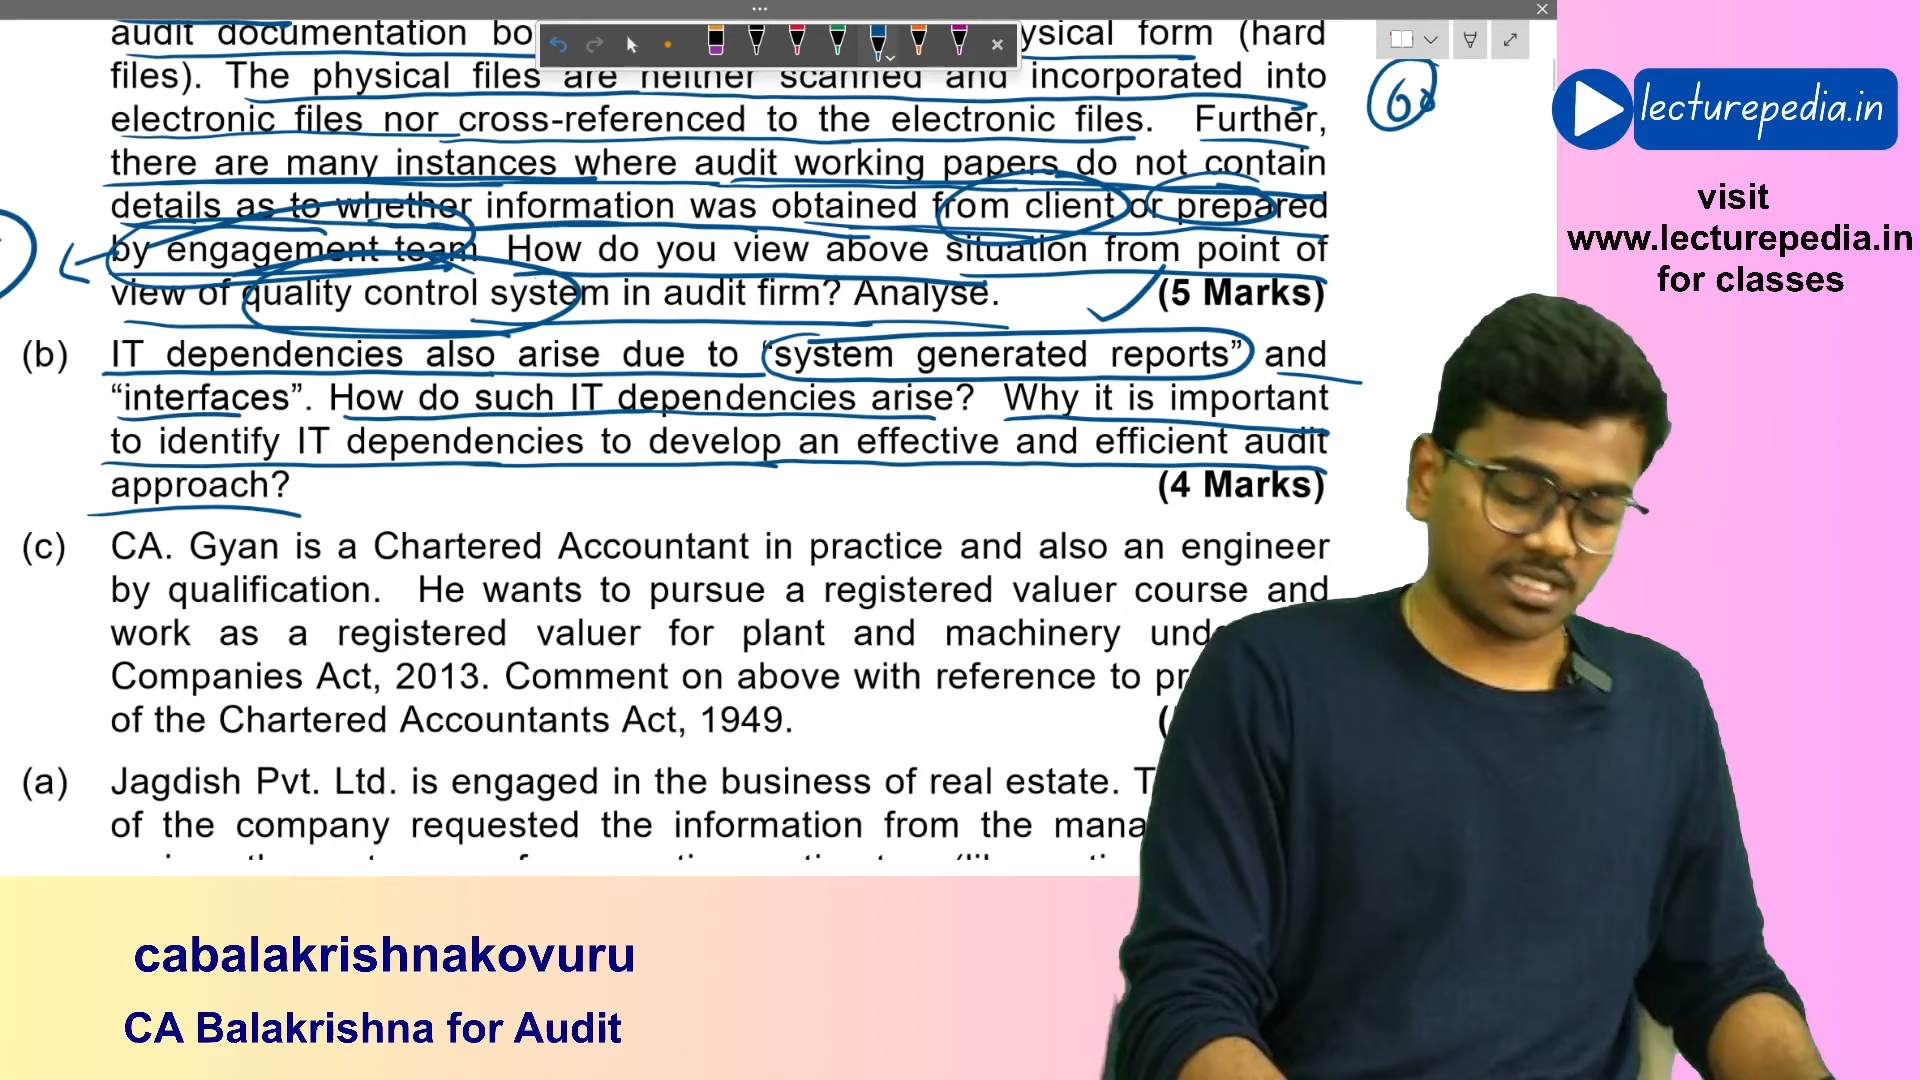 audit documentation bo ysical form (hard
files). The physical files are neither scanned and incorporated into
electronic files nor cross-referenced to the electronic files. Further,
there are many instances where audit working papers do not contain
details as to whether information was obtained from client or prepared
by engagement team. How do you view above situation from point of
view of quality control system in audit firm? Analyse. (5 Marks)
(b) IT dependencies also arise due to “system generated reports” and
“interfaces”. How do such IT dependencies arise? Why it is important
to identify IT dependencies to develop an effective and efficient audit
approach? (4 Marks)
(c) CA. Gyan is a Chartered Accountant in practice and also an engineer
by qualification. He wants to pursue a registered valuer course and
work as a registered valuer for plant and machinery und
Companies Act, 2013. Comment on above with reference to pr
of the Chartered Accountants Act, 1949. (
(a) Jagdish Pvt. Ltd. is engaged in the business of real estate. T
of the company requested the information from the mana
lecturepedia.in
visit
www.lecturepedia.in
for classes
cabalakrishnakovuru
CA Balakrishna for Audit